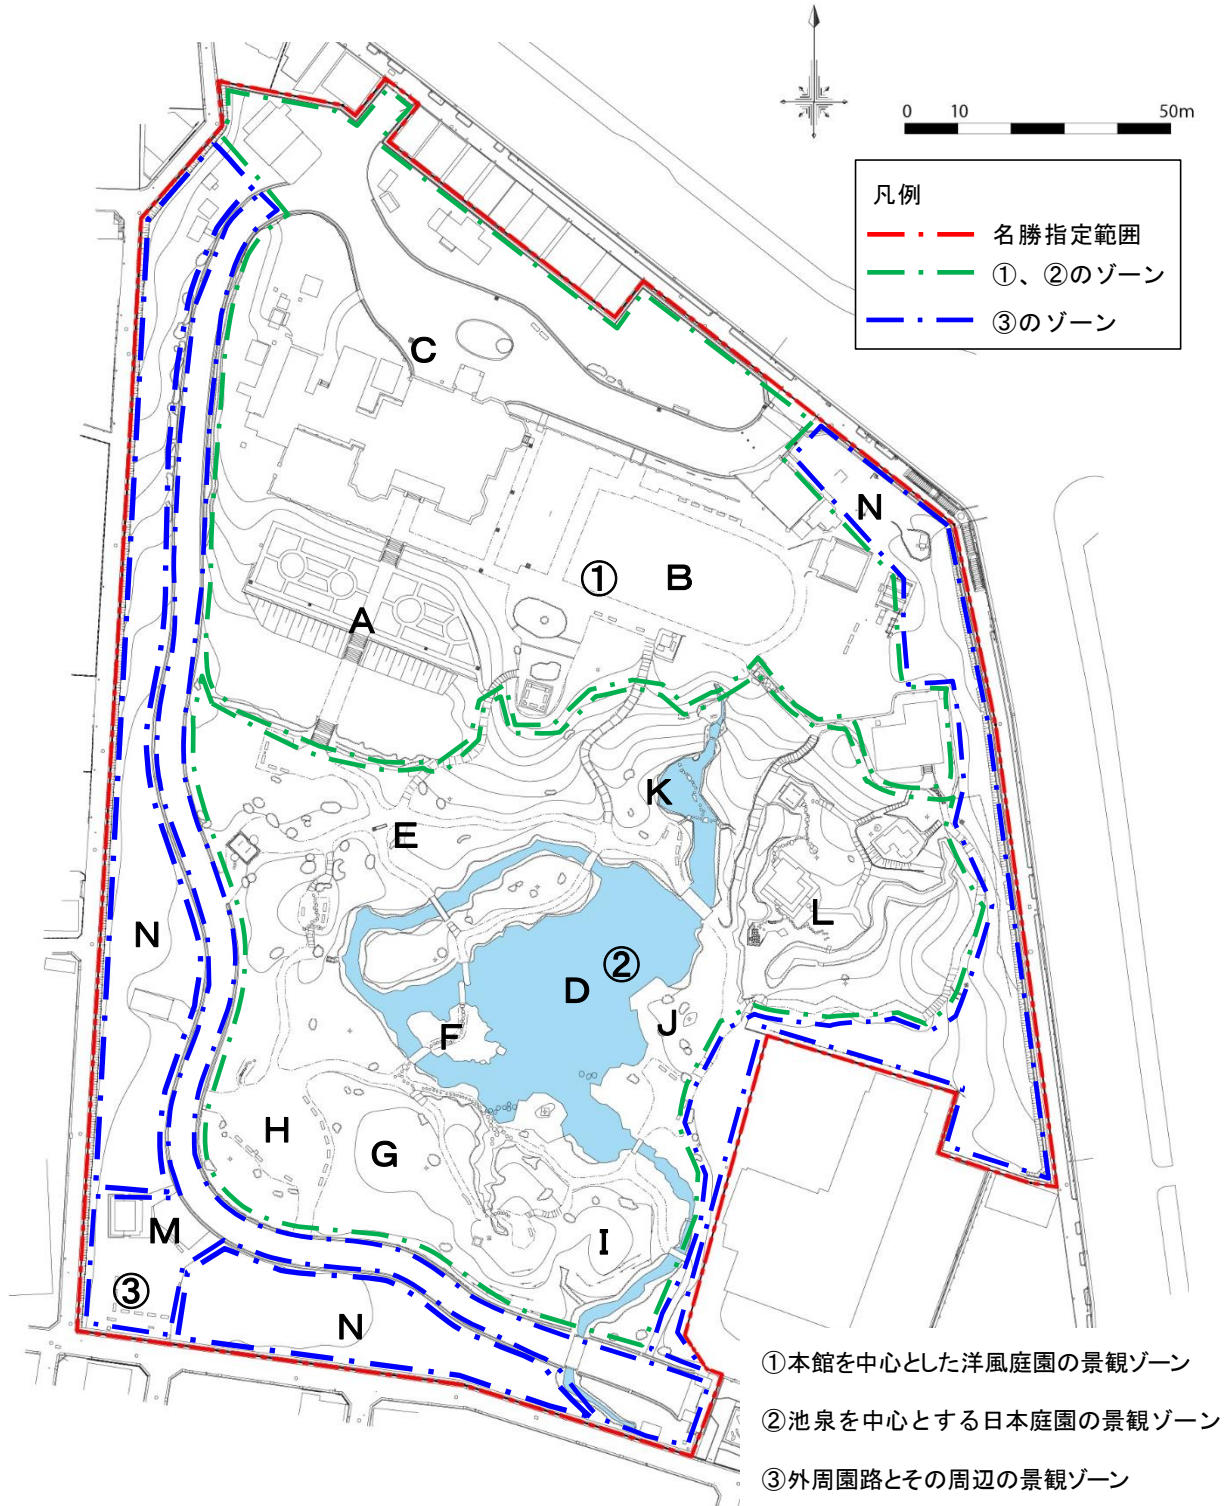 0 10 50m
凡例
名勝指定範囲
①、②のゾーン
③のゾーン
C
N
① B
A
K
E
L
N
② 
D
F
J
H
G
M
I
③
N
①本館を中心とした洋風庭園の景観ゾーン
②池泉を中心とする日本庭園の景観ゾーン
③外周園路とその周辺の景観ゾーン